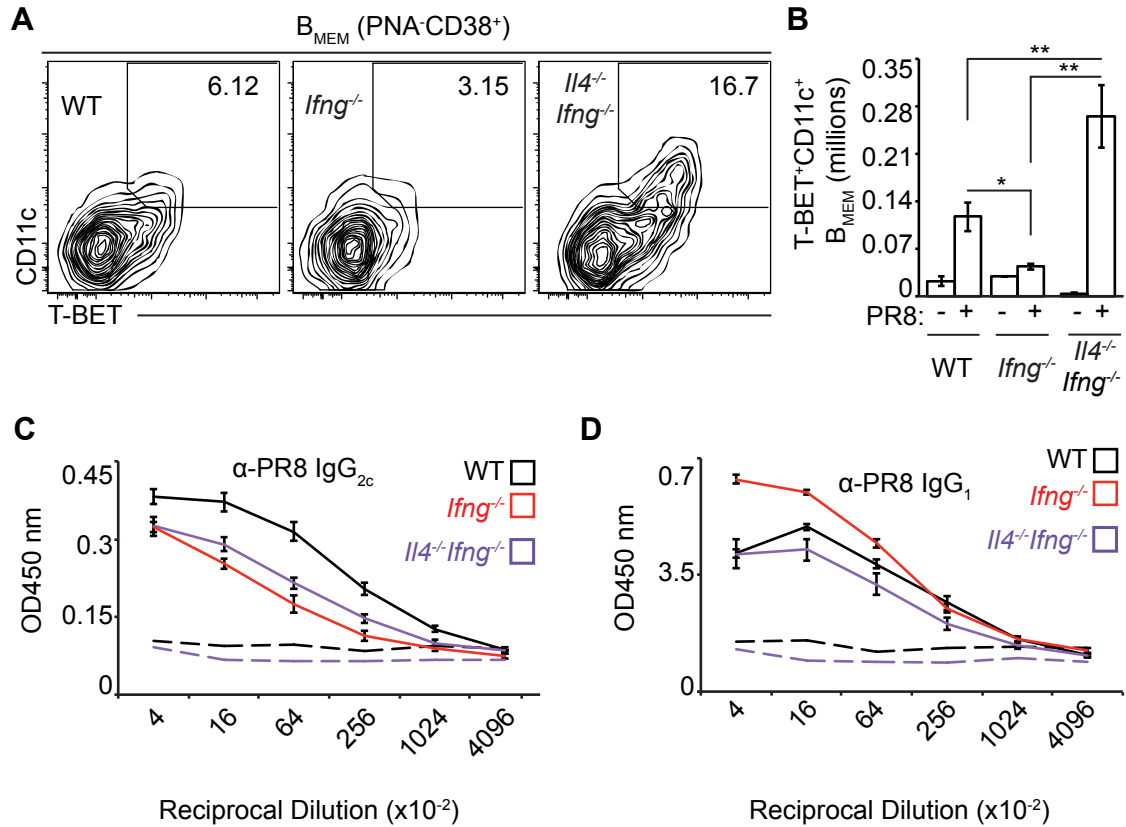 A
B_MEM (PNA⁻CD38⁺)
WT
6.12
Ifng⁻/⁻
3.15
Il4⁻/⁻
Ifng⁻/⁻
16.7
CD11c
T-BET
B
T-BET⁺CD11c⁺
B_MEM (millions)
0.35
0.28
0.21
0.14
0.07
0
**
**
*
PR8: - + - + - +
WT
Ifng⁻/⁻
Il4⁻/⁻
Ifng⁻/⁻
C
α-PR8 IgG₂c
WT
Ifng⁻/⁻
Il4⁻/⁻Ifng⁻/⁻
OD450 nm
0.45
0.3
0.15
0
4 16 64 256 1024 4096
Reciprocal Dilution (x10⁻²)
D
α-PR8 IgG₁
WT
Ifng⁻/⁻
Il4⁻/⁻Ifng⁻/⁻
OD450 nm
0.7
3.5
0
4 16 64 256 1024 4096
Reciprocal Dilution (x10⁻²)